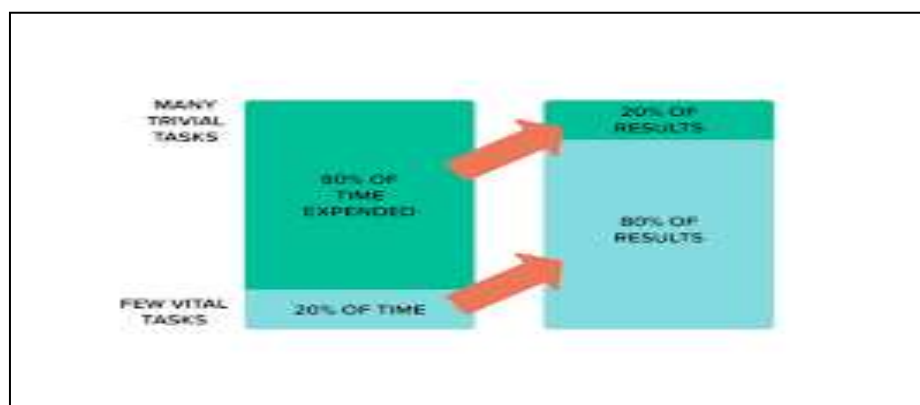 MANY
TRIVIAL
TASKS
80% OF
TIME
EXPENDED
20% OF
RESULTS
80% OF
RESULTS
FEW VITAL
TASKS
20% OF TIME